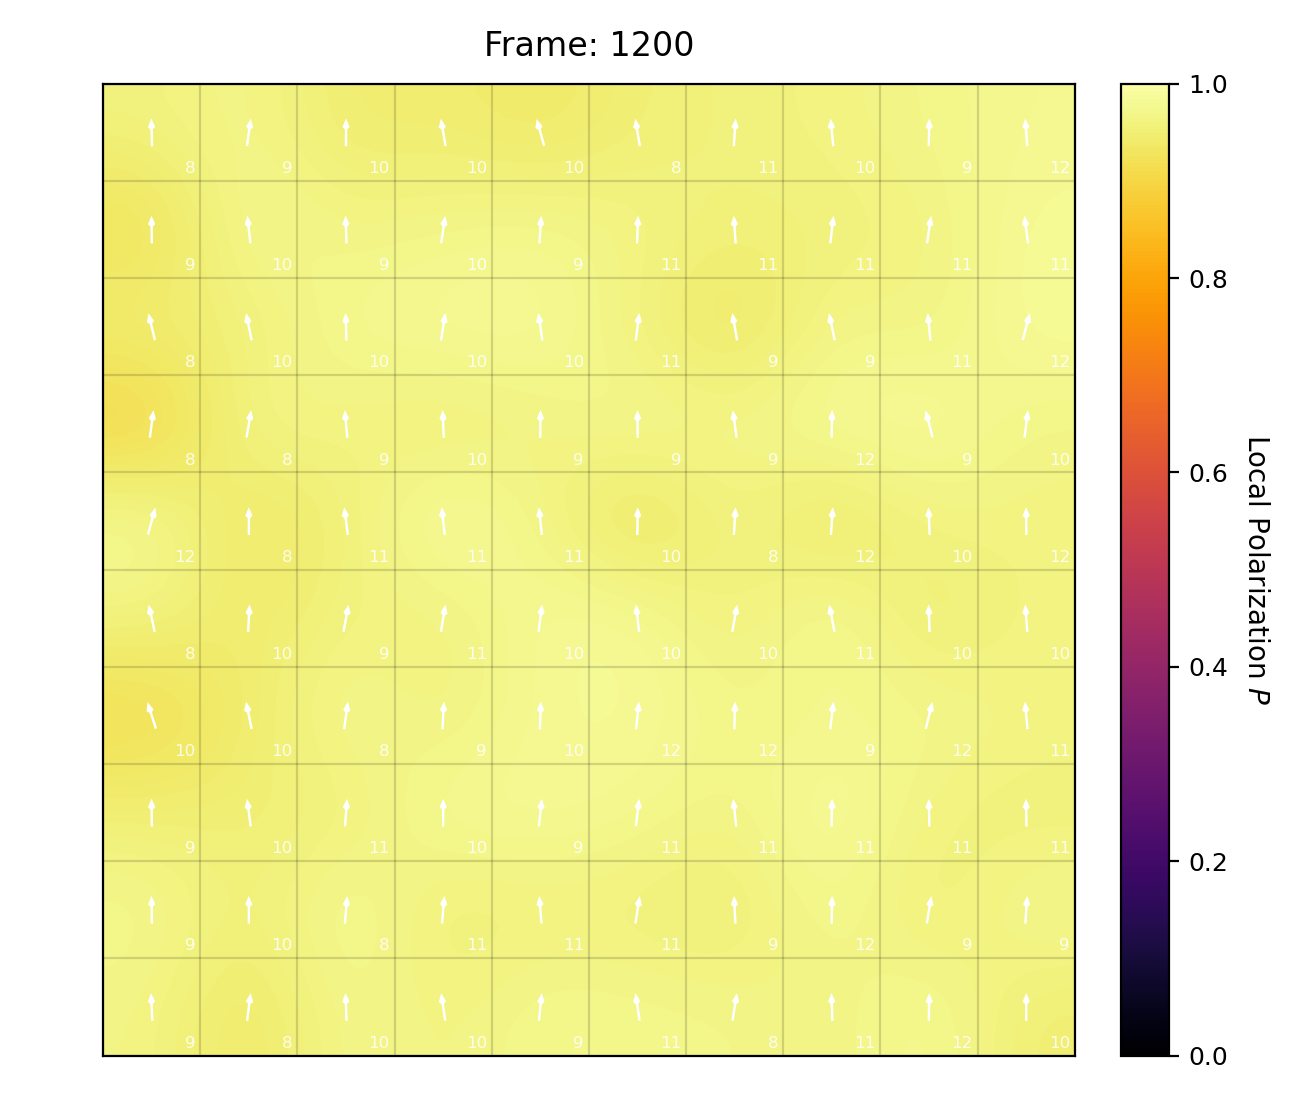 Frame: 1200
8 9 10 10 10 8 11 10 9 12
9 10 9 10 9 11 11 11 11 11
8 10 10 10 10 11 9 9 11 12
8 8 9 10 9 9 9 12 9 10
12 8 11 11 11 10 8 12 10 12
8 10 9 11 10 10 10 11 10 10
10 10 8 9 10 12 12 9 12 11
9 10 11 10 9 11 11 11 11 11
9 10 8 11 11 11 9 12 9 9
9 8 10 10 9 11 8 11 12 10
1.0
0.8
0.6
0.4
0.2
0.0
Local Polarization P